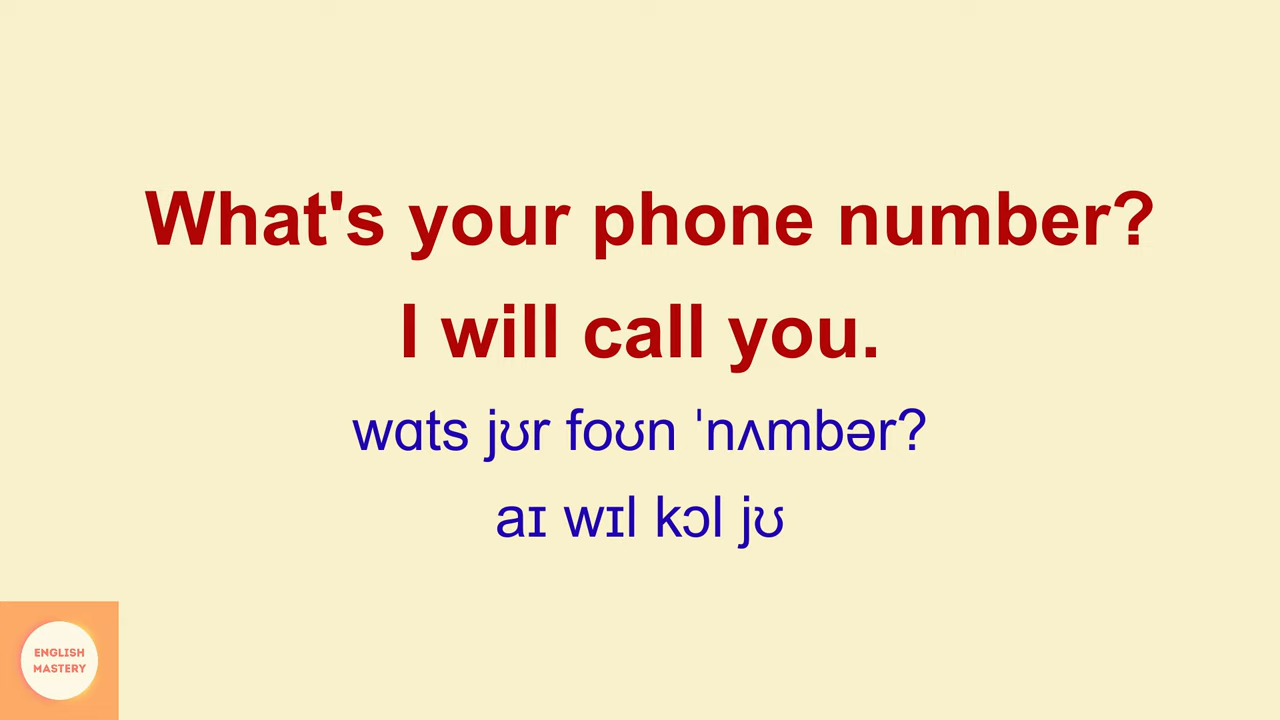 What's your phone number?
I will call you.
wɑts jʊr foʊn ˈnʌmbər?
aɪ wɪl kɔl jʊ
ENGLISH
MASTERY